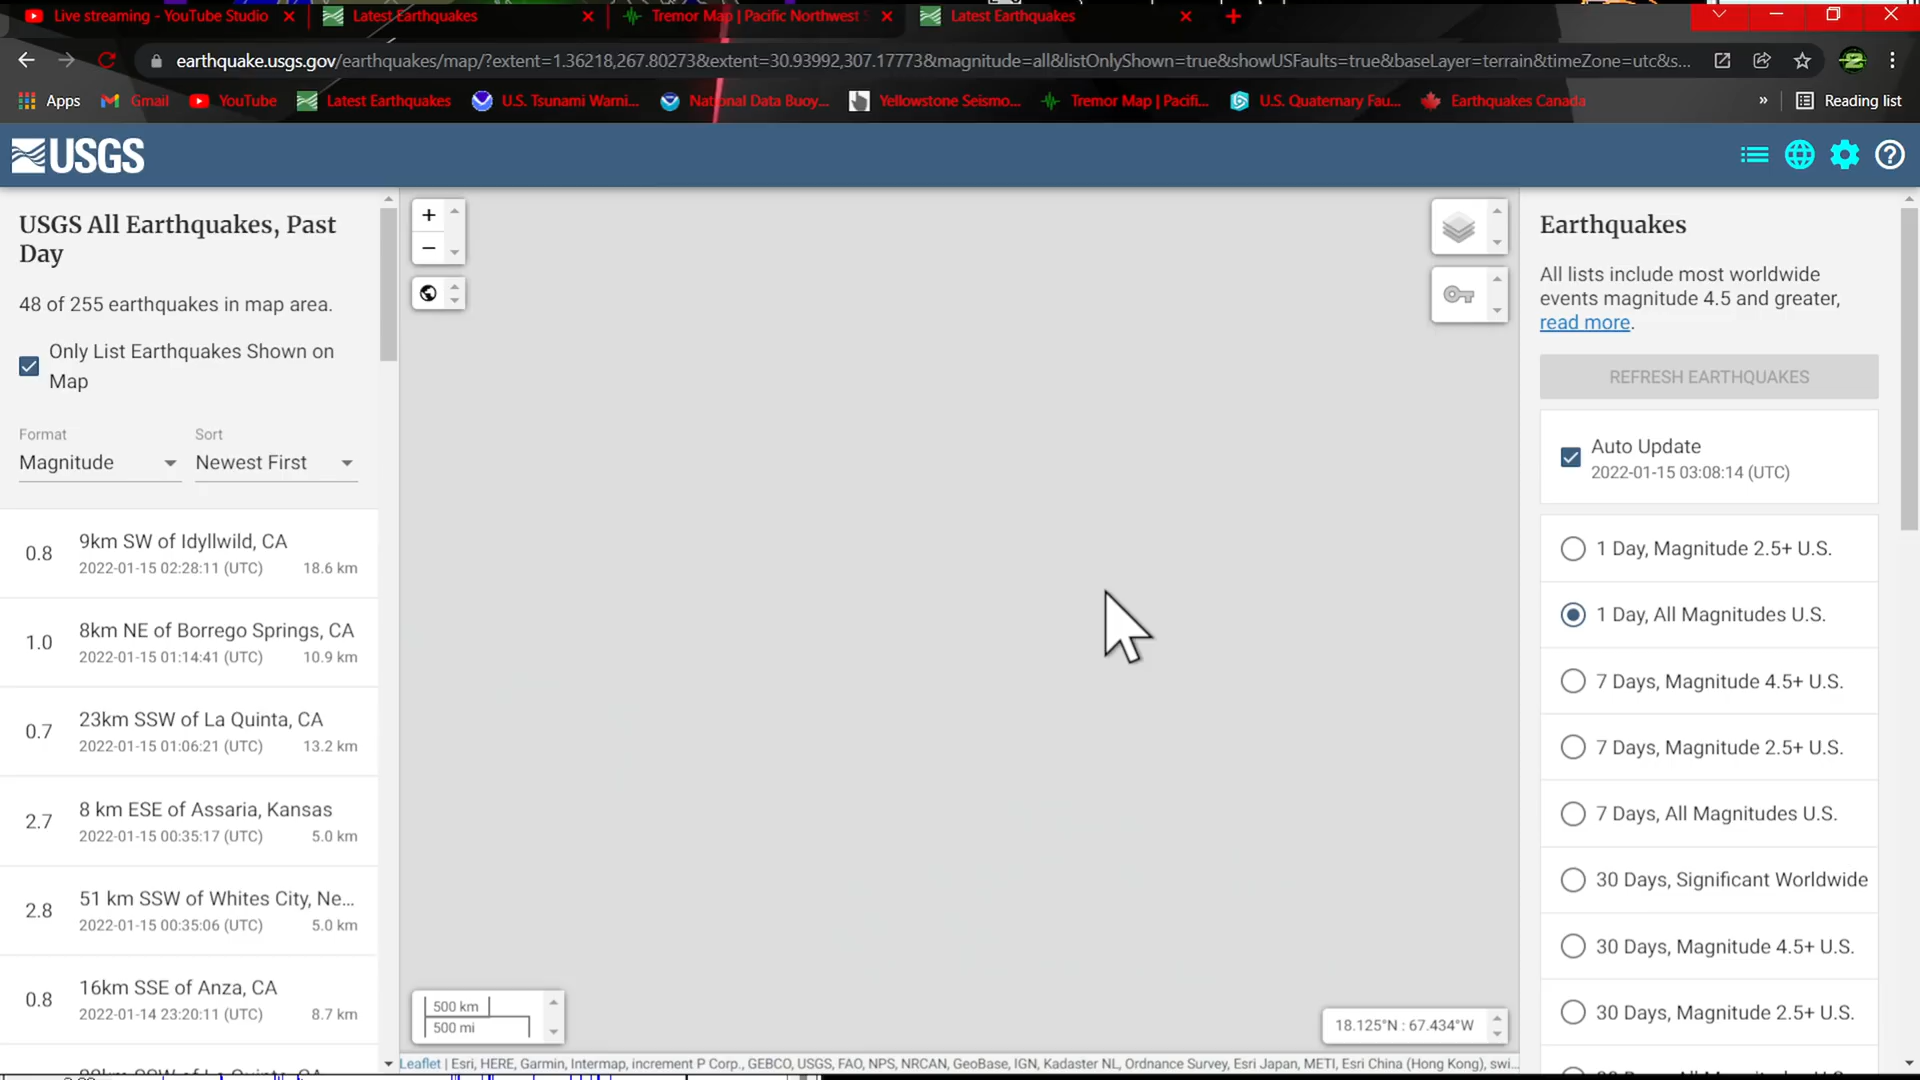 Live streaming - YouTube Studio
Latest Earthquakes
Tremor Map | Pacific Northwest S
Latest Earthquakes
earthquake.usgs.gov/earthquakes/map/?extent=1.36218,267.80273&extent=30.93992,307.17773&magnitude=all&listOnlyShown=true&showUSFaults=true&baseLayer=terrain&timeZone=utc&s...
Apps
Gmail
YouTube
Latest Earthquakes
U.S. Tsunami Warni...
National Data Buoy...
Yellowstone Seismo...
Tremor Map | Pacifi...
U.S. Quaternary Fau...
Earthquakes Canada
»
Reading list
USGS
USGS All Earthquakes, Past
Day
48 of 255 earthquakes in map area.
Only List Earthquakes Shown on
Map
Format
Sort
Magnitude
Newest First
0.8
9km SW of Idyllwild, CA
2022-01-15 02:28:11 (UTC)
18.6 km
1.0
8km NE of Borrego Springs, CA
2022-01-15 01:14:41 (UTC)
10.9 km
0.7
23km SSW of La Quinta, CA
2022-01-15 01:06:21 (UTC)
13.2 km
2.7
8 km ESE of Assaria, Kansas
2022-01-15 00:35:17 (UTC)
5.0 km
2.8
51 km SSW of Whites City, Ne...
2022-01-15 00:35:06 (UTC)
5.0 km
0.8
16km SSE of Anza, CA
2022-01-14 23:20:11 (UTC)
8.7 km
+
−
500 km
500 mi
18.125°N : 67.434°W
Leaflet | Esri, HERE, Garmin, Intermap, increment P Corp., GEBCO, USGS, FAO, NPS, NRCAN, GeoBase, IGN, Kadaster NL, Ordnance Survey, Esri Japan, METI, Esri China (Hong Kong), swi...
Earthquakes
All lists include most worldwide
events magnitude 4.5 and greater,
read more.
REFRESH EARTHQUAKES
Auto Update
2022-01-15 03:08:14 (UTC)
1 Day, Magnitude 2.5+ U.S.
1 Day, All Magnitudes U.S.
7 Days, Magnitude 4.5+ U.S.
7 Days, Magnitude 2.5+ U.S.
7 Days, All Magnitudes U.S.
30 Days, Significant Worldwide
30 Days, Magnitude 4.5+ U.S.
30 Days, Magnitude 2.5+ U.S.